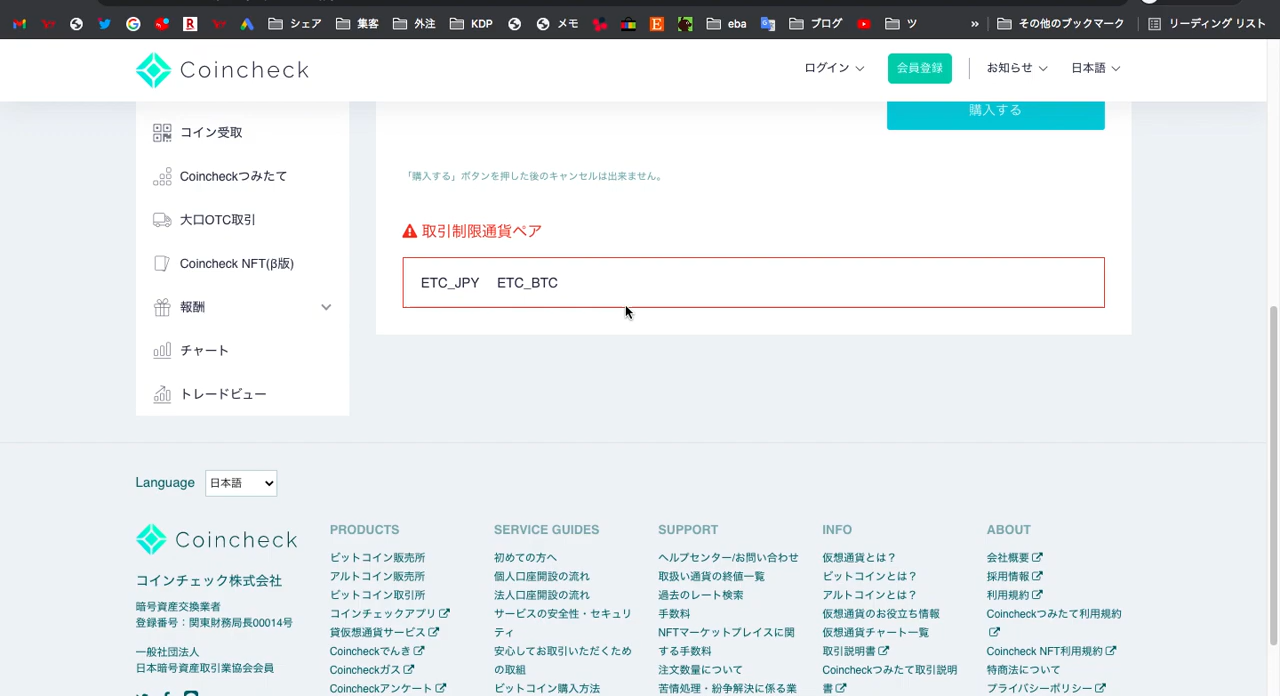 シェア 集客 外注 KDP メモ eba ブログ ツ » その他のブックマーク リーディング リスト
Coincheck ログイン 会員登録 お知らせ 日本語
購入する
コイン受取
Coincheckつみたて
大口OTC取引
Coincheck NFT(β版)
報酬
チャート
トレードビュー
「購入する」ボタンを押した後のキャンセルは出来ません。
取引制限通貨ペア
ETC_JPY ETC_BTC
Language 日本語
Coincheck
コインチェック株式会社
暗号資産交換業者
登録番号：関東財務局長00014号
一般社団法人
日本暗号資産取引業協会会員
PRODUCTS
ビットコイン販売所
アルトコイン販売所
ビットコイン取引所
コインチェックアプリ
貸仮想通貨サービス
Coincheckでんき
Coincheckガス
Coincheckアンケート
SERVICE GUIDES
初めての方へ
個人口座開設の流れ
法人口座開設の流れ
サービスの安全性・セキュリ
ティ
安心してお取引いただくため
の取組
ビットコイン購入方法
SUPPORT
ヘルプセンター/お問い合わせ
取扱い通貨の終値一覧
過去のレート検索
手数料
NFTマーケットプレイスに関
する手数料
注文数量について
苦情処理・紛争解決に係る業
INFO
仮想通貨とは？
ビットコインとは？
アルトコインとは？
仮想通貨のお役立ち情報
仮想通貨チャート一覧
取引説明書
Coincheckつみたて取引説明
書
ABOUT
会社概要
採用情報
利用規約
Coincheckつみたて利用規約
Coincheck NFT利用規約
特商法について
プライバシーポリシー